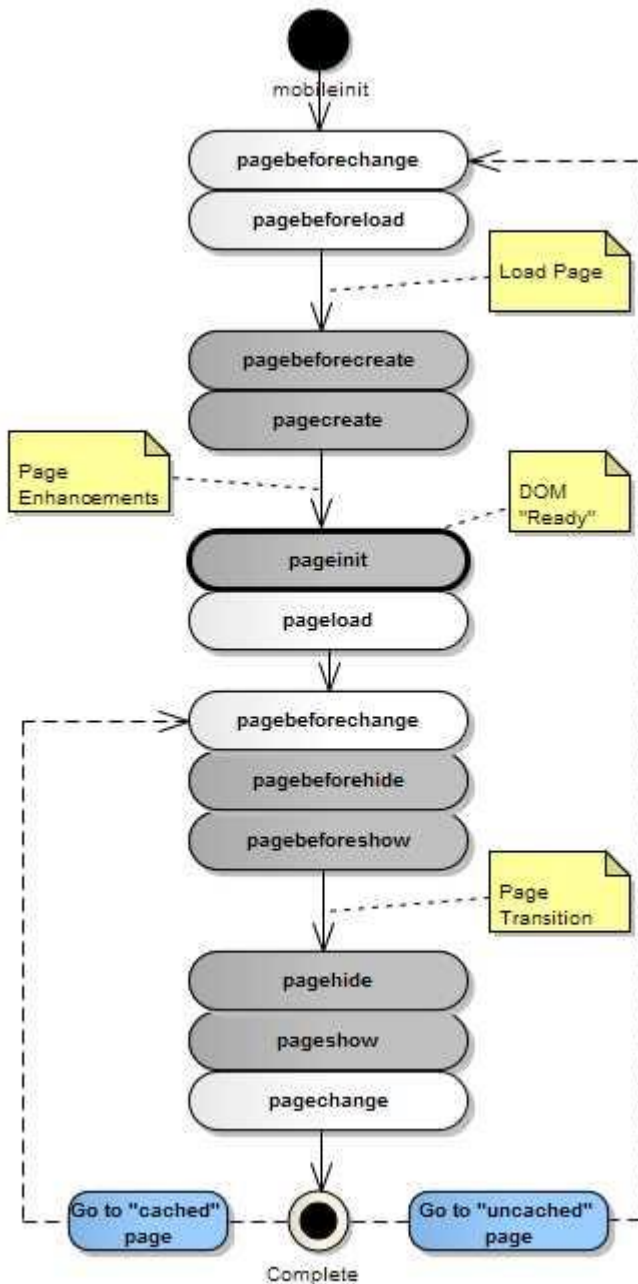 mobileinit
pagebeforechange
pagebeforeload
Load Page
pagebeforecreate
pagecreate
Page
Enhancements
DOM
"Ready"
pageinit
pageload
pagebeforechange
pagebeforehide
pagebeforeshow
Page
Transition
pagehide
pageshow
pagechange
Go to "cached"
page
Go to "uncached"
page
Complete